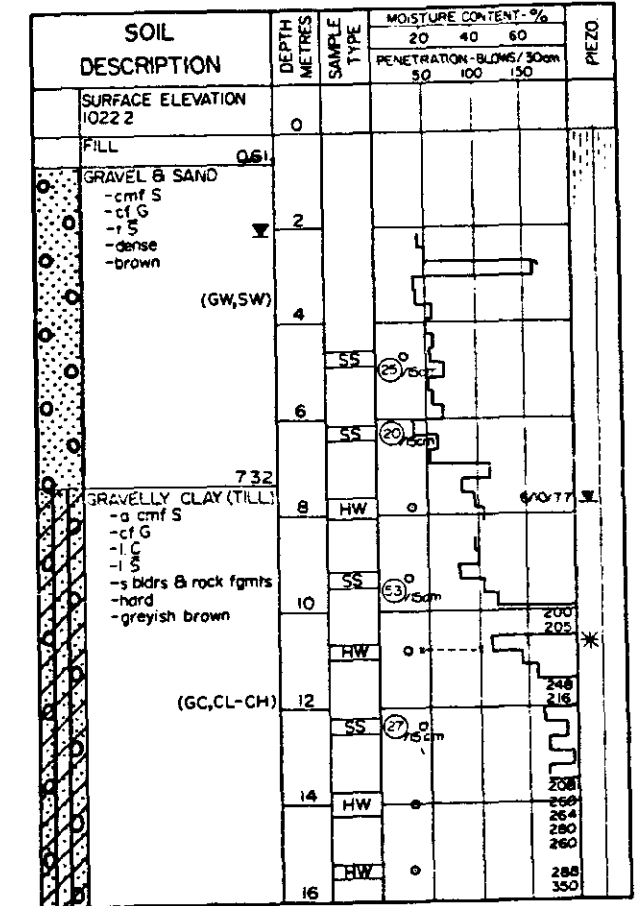 SOIL
DESCRIPTION
DEPTH
METRES
SAMPLE
TYPE
MOISTURE CONTENT-%
20 40 60
PENETRATION-BLOWS/30cm
50 100 150
PIEZO.
SURFACE ELEVATION
1022 2
0
FILL
0.61
GRAVEL & SAND
-cmf S
-cf G
-dense
-brown
2
(GW,SW)
4
SS
25/15cm
6
SS
20/15cm
7 32
GRAVELLY CLAY (TILL)
-a cmf S
-cf G
-s bldrs & rock fgmts
-hard
-greyish brown
8
HW
6/10/77
SS
53/15cm
10
200
205
HW
248
216
(GC,CL-CH)
12
SS
27/15cm
208
14
HW
260
264
280
260
HW
288
350
16